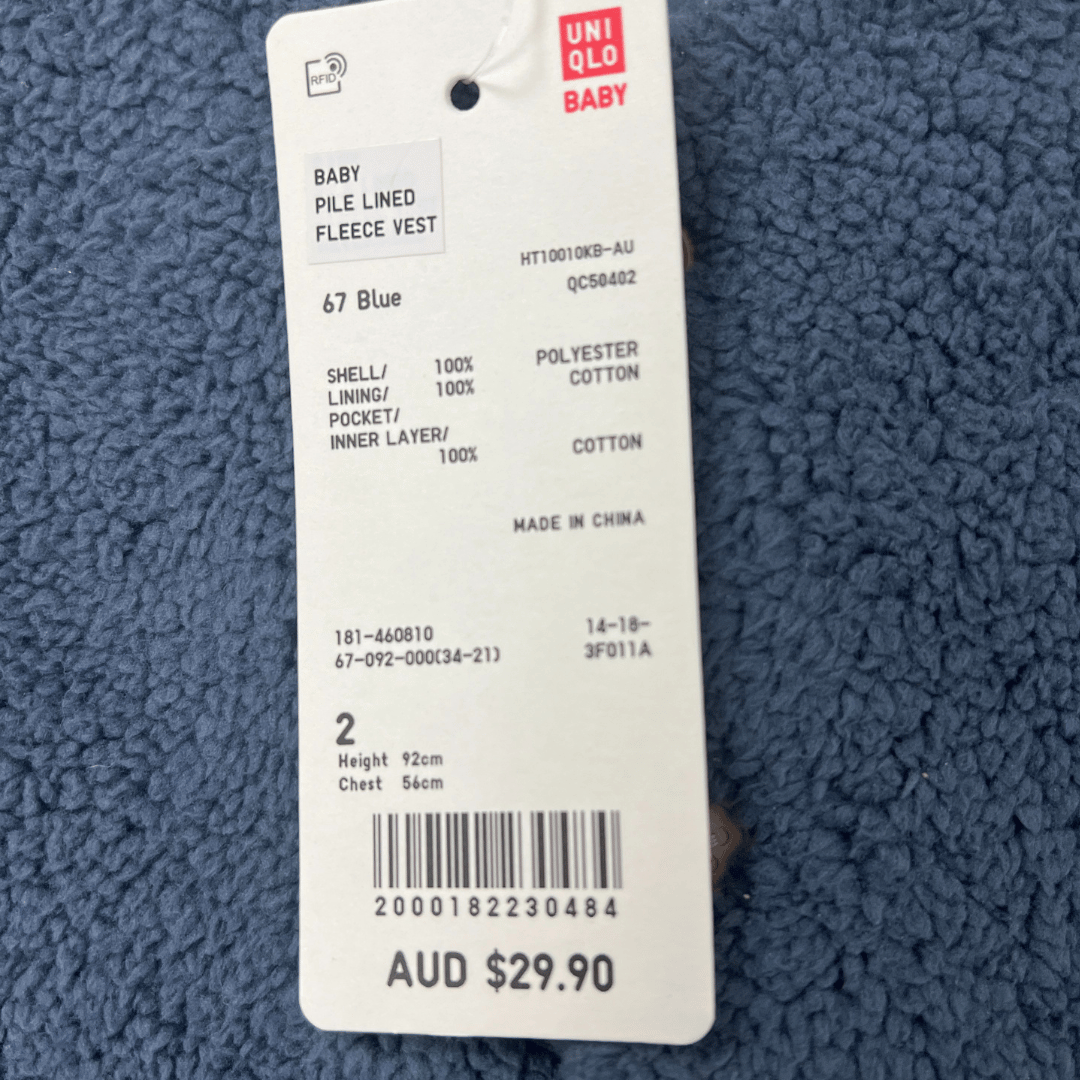 RFID
UNI
QLO
BABY
BABY
PILE LINED
FLEECE VEST
HT10010KB-AU
QC50402
67 Blue
SHELL/ 100% POLYESTER
LINING/ 100% COTTON
POCKET/
INNER LAYER/
100% COTTON
MADE IN CHINA
181-460810 14-18-
67-092-000(34-21) 3F011A
2
Height 92cm
Chest 56cm
2000182230484
AUD $29.90